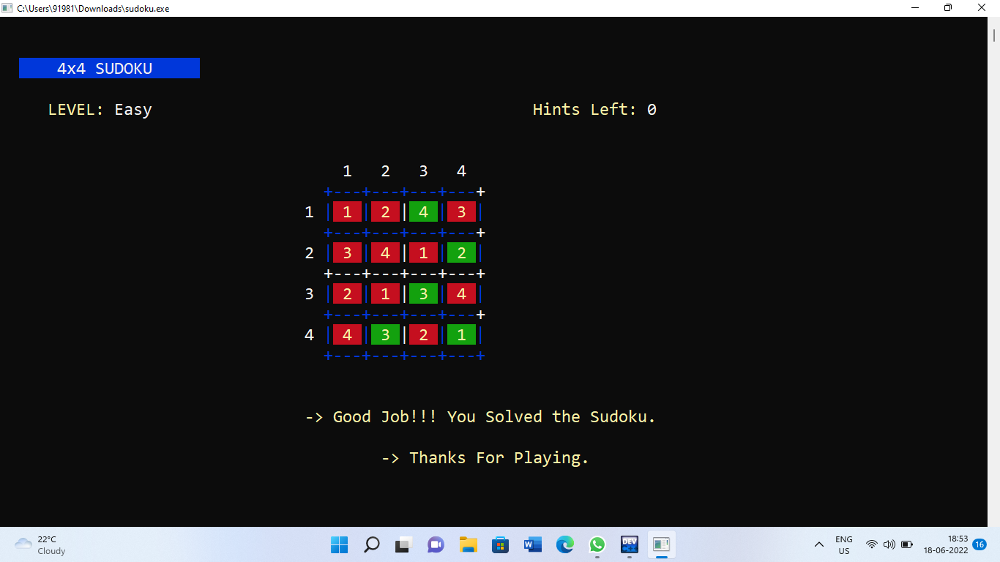 C:\Users\91981\Downloads\sudoku.exe
4x4 SUDOKU
LEVEL: Easy Hints Left: 0
1 2 3 4
+---+---+---+---+
1 | 1 | 2 | 4 | 3 |
+---+---+---+---+
2 | 3 | 4 | 1 | 2 |
+---+---+---+---+
3 | 2 | 1 | 3 | 4 |
+---+---+---+---+
4 | 4 | 3 | 2 | 1 |
+---+---+---+---+
-> Good Job!!! You Solved the Sudoku.
-> Thanks For Playing.
22°C
Cloudy
W
DEV
ENG
US
18:53
18-06-2022
16